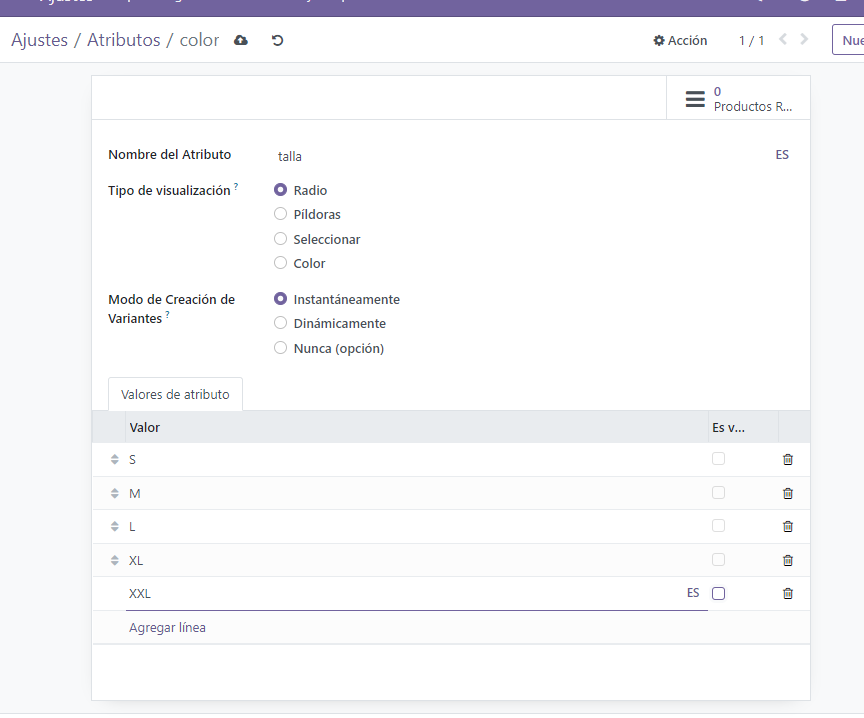 Ajustes / Atributos / color
Acción
1 / 1
0
Productos R...
Nombre del Atributo
talla
ES
Tipo de visualización ?
Radio
Píldoras
Seleccionar
Color
Modo de Creación de
Variantes ?
Instantáneamente
Dinámicamente
Nunca (opción)
Valores de atributo
Valor
Es v...
S
M
L
XL
XXL
ES
Agregar línea